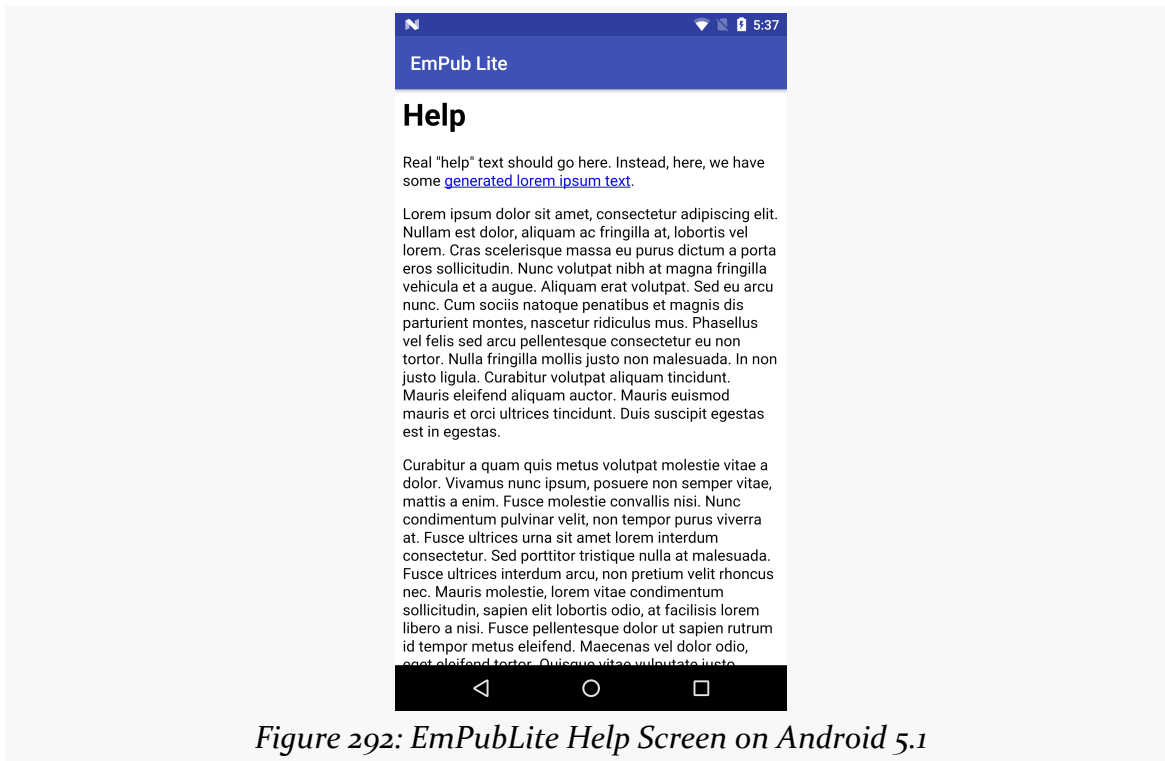 5:37
EmPub Lite
Help
Real "help" text should go here. Instead, here, we have
some generated lorem ipsum text.
Lorem ipsum dolor sit amet, consectetur adipiscing elit.
Nullam est dolor, aliquam ac fringilla at, lobortis vel
lorem. Cras scelerisque massa eu purus dictum a porta
eros sollicitudin. Nunc volutpat nibh at magna fringilla
vehicula et a augue. Aliquam erat volutpat. Sed eu arcu
nunc. Cum sociis natoque penatibus et magnis dis
parturient montes, nascetur ridiculus mus. Phasellus
vel felis sed arcu pellentesque consectetur eu non
tortor. Nulla fringilla mollis justo non malesuada. In non
justo ligula. Curabitur volutpat aliquam tincidunt.
Mauris eleifend aliquam auctor. Mauris euismod
mauris et orci ultrices tincidunt. Duis suscipit egestas
est in egestas.
Curabitur a quam quis metus volutpat molestie vitae a
dolor. Vivamus nunc ipsum, posuere non semper vitae,
mattis a enim. Fusce molestie convallis nisi. Nunc
condimentum pulvinar velit, non tempor purus viverra
at. Fusce ultrices urna sit amet lorem interdum
consectetur. Sed porttitor tristique nulla at malesuada.
Fusce ultrices interdum arcu, non pretium velit rhoncus
nec. Mauris molestie, lorem vitae condimentum
sollicitudin, sapien elit lobortis odio, at facilisis lorem
libero a nisi. Fusce pellentesque dolor ut sapien rutrum
id tempor metus eleifend. Maecenas vel dolor odio,
eget eleifend tortor. Quisque vitae vulputate justo
Figure 292: EmPubLite Help Screen on Android 5.1